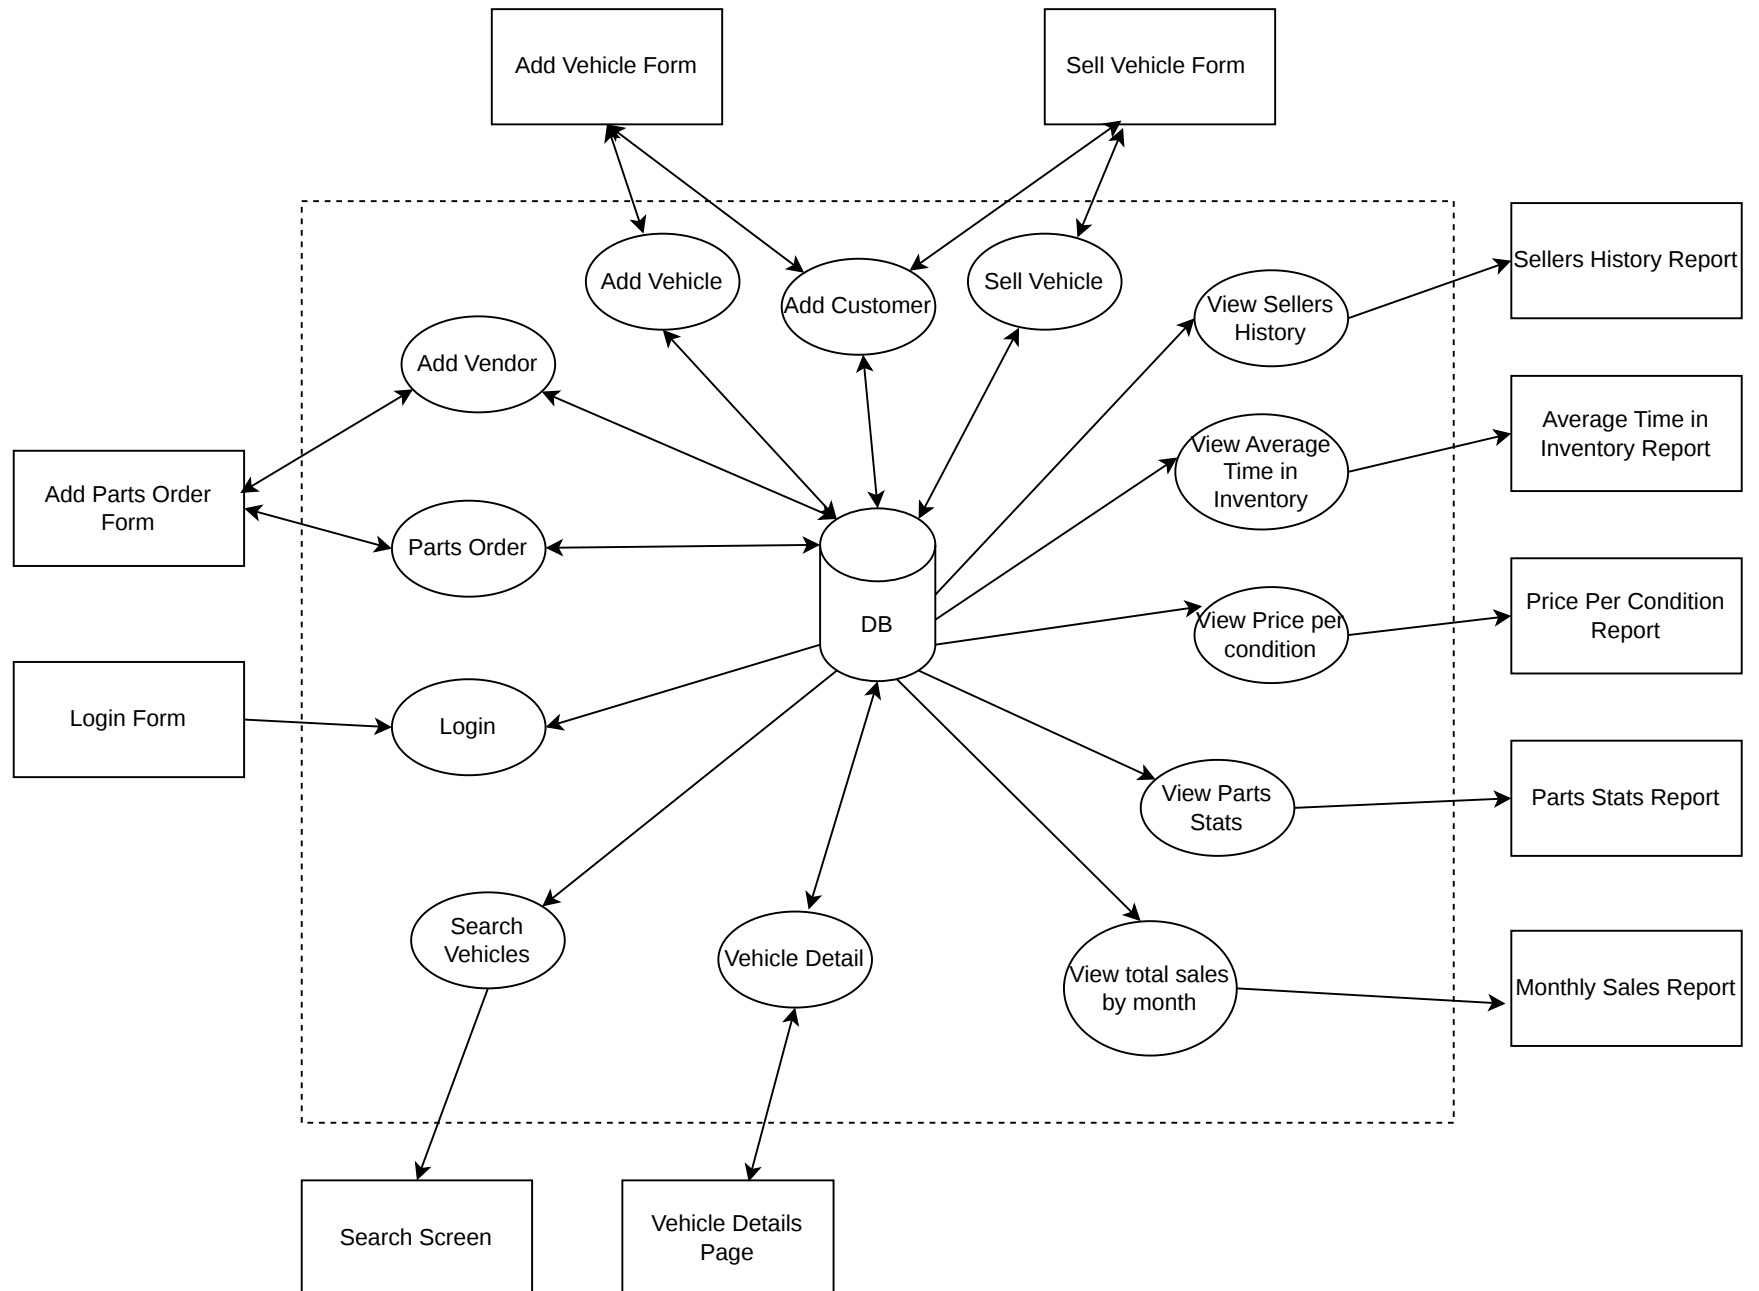 Add Vehicle Form
Sell Vehicle Form
Add Vehicle
Add Customer
Sell Vehicle
View Sellers
History
Sellers History Report
Add Vendor
View Average
Time in
Inventory
Average Time in
Inventory Report
Add Parts Order
Form
Parts Order
DB
View Price per
condition
Price Per Condition
Report
Login Form
Login
View Parts
Stats
Parts Stats Report
Search
Vehicles
Vehicle Detail
View total sales
by month
Monthly Sales Report
Search Screen
Vehicle Details
Page